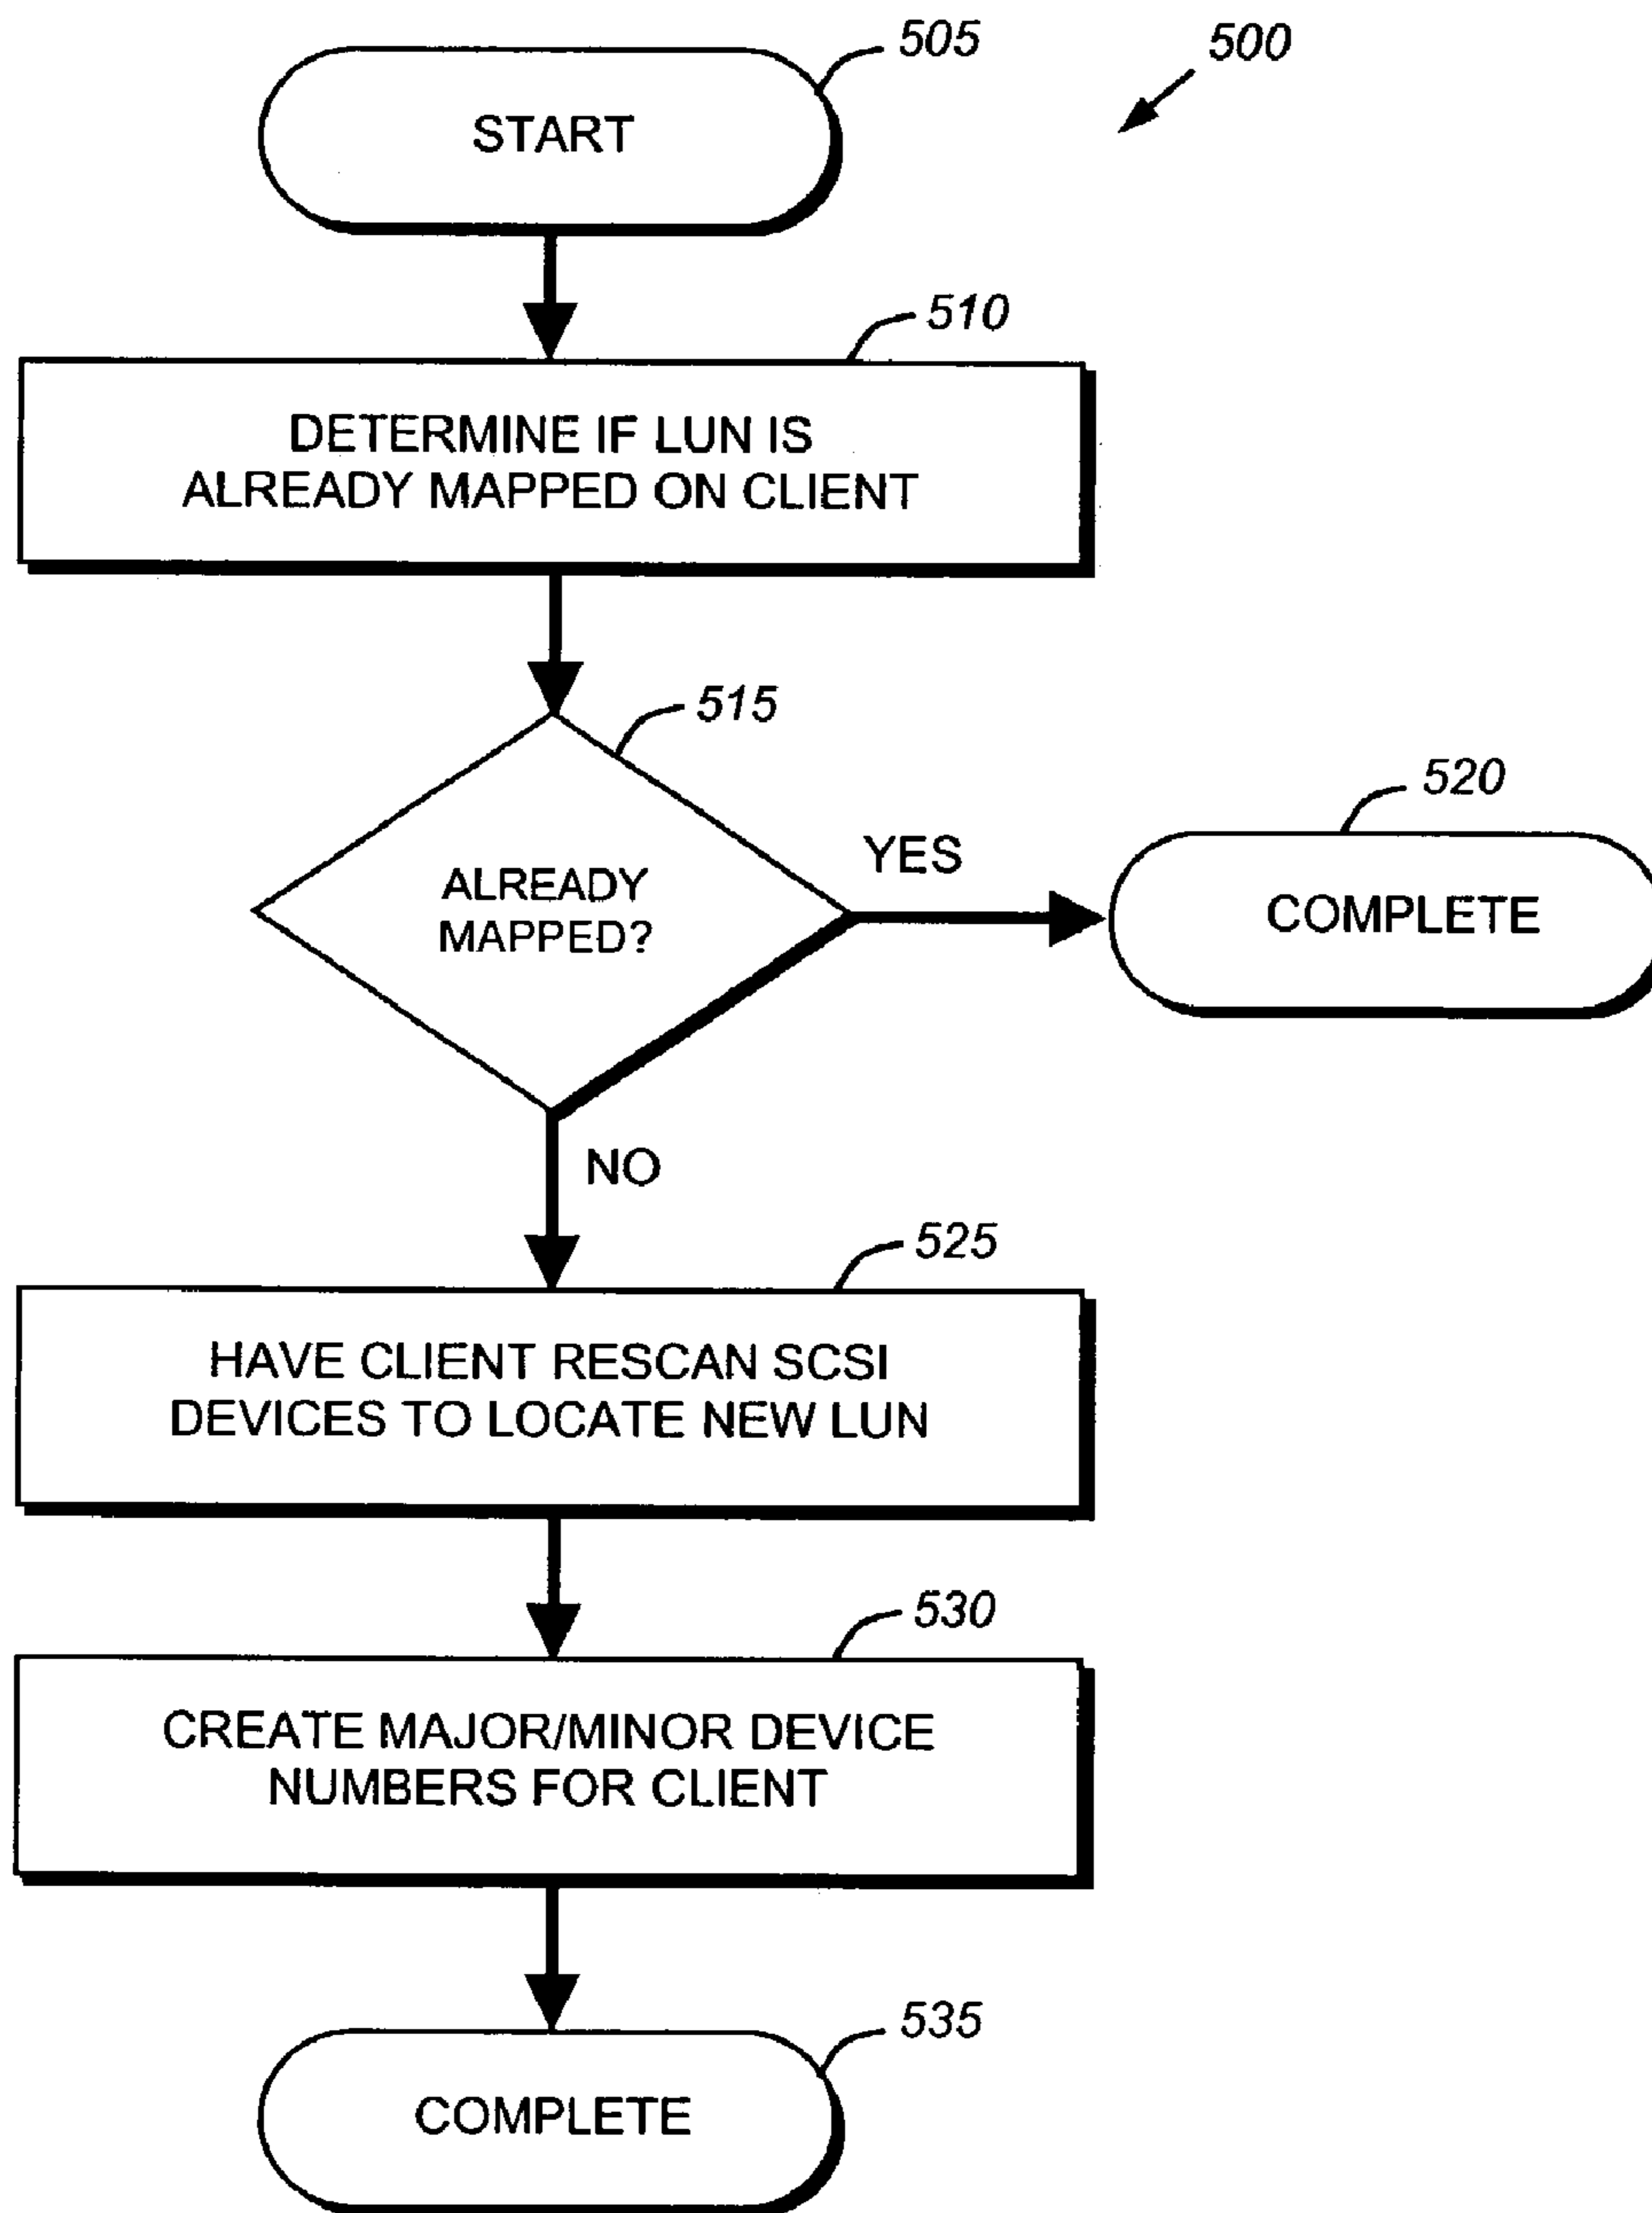 505
500
START
510
DETERMINE IF LUN IS
ALREADY MAPPED ON CLIENT
515
520
YES
ALREADY
MAPPED?
COMPLETE
NO
525
HAVE CLIENT RESCAN SCSI
DEVICES TO LOCATE NEW LUN
530
CREATE MAJOR/MINOR DEVICE
NUMBERS FOR CLIENT
535
COMPLETE